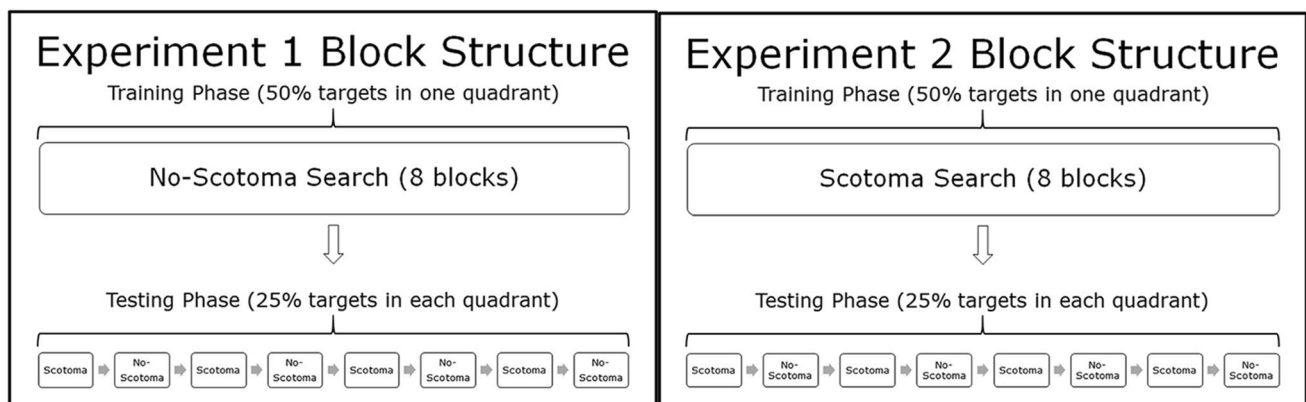 Experiment 1 Block Structure
Training Phase (50% targets in one quadrant)
No-Scotoma Search (8 blocks)
Testing Phase (25% targets in each quadrant)
Scotoma
No-
Scotoma
Scotoma
No-
Scotoma
Scotoma
No-
Scotoma
Scotoma
No-
Scotoma
Experiment 2 Block Structure
Training Phase (50% targets in one quadrant)
Scotoma Search (8 blocks)
Testing Phase (25% targets in each quadrant)
Scotoma
No-
Scotoma
Scotoma
No-
Scotoma
Scotoma
No-
Scotoma
Scotoma
No-
Scotoma